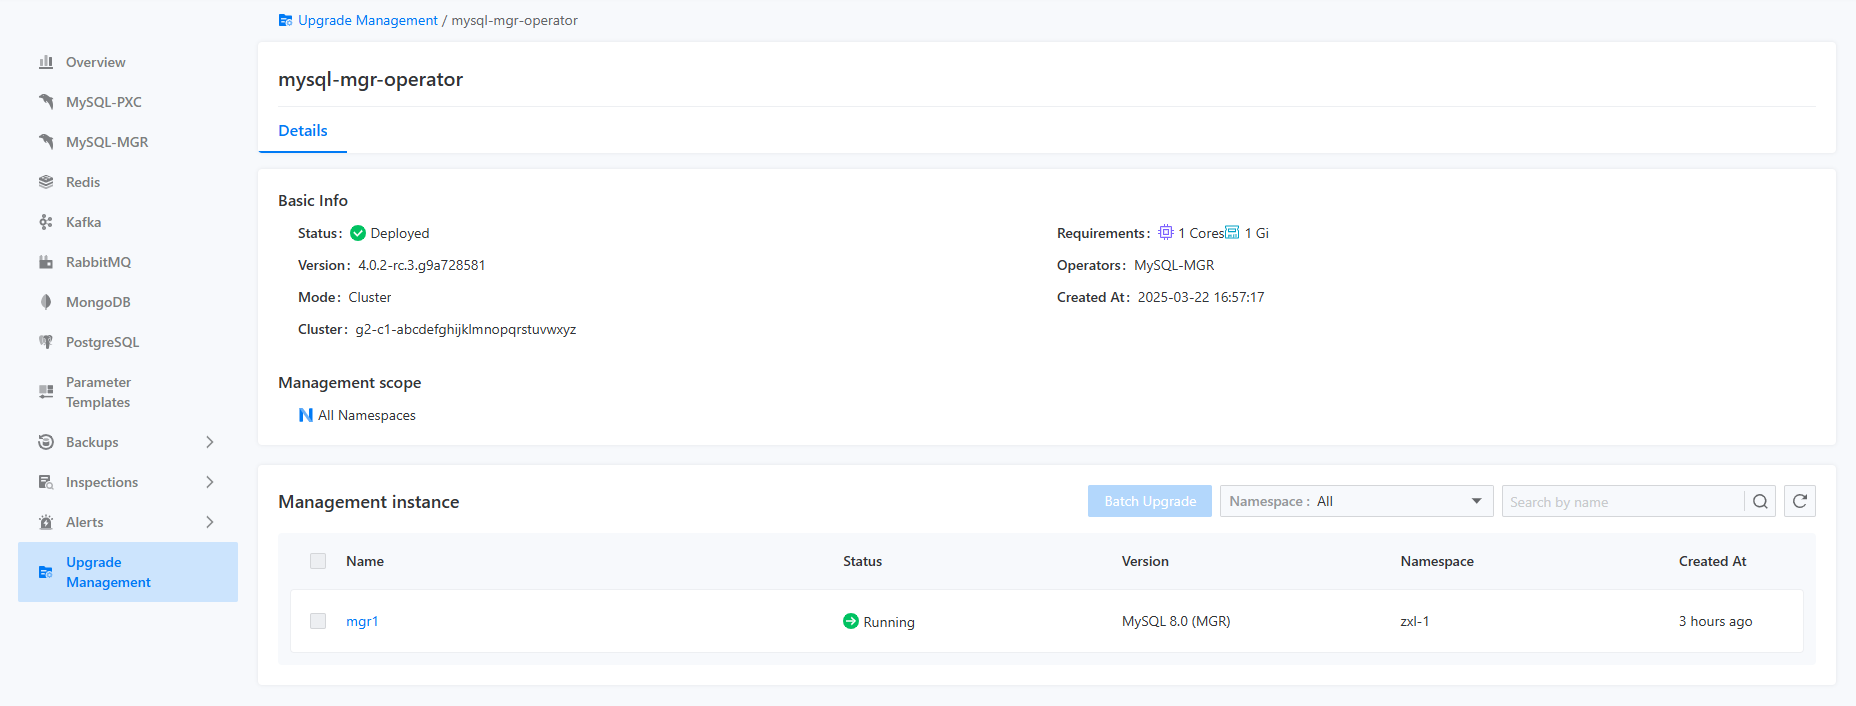 Upgrade Management / mysql-mgr-operator
Overview
MySQL-PXC
MySQL-MGR
Redis
Kafka
RabbitMQ
MongoDB
PostgreSQL
Parameter
Templates
Backups
Inspections
Alerts
Upgrade
Management
mysql-mgr-operator
Details
Basic Info
Status: Deployed
Requirements: 1 Cores 1 Gi
Version: 4.0.2-rc.3.g9a728581
Operators: MySQL-MGR
Mode: Cluster
Created At: 2025-03-22 16:57:17
Cluster: g2-c1-abcdefghijklmnopqrstuvwxyz
Management scope
All Namespaces
Management instance
Batch Upgrade
Namespace : All
Search by name
Name Status Version Namespace Created At
mgr1 Running MySQL 8.0 (MGR) zxl-1 3 hours ago